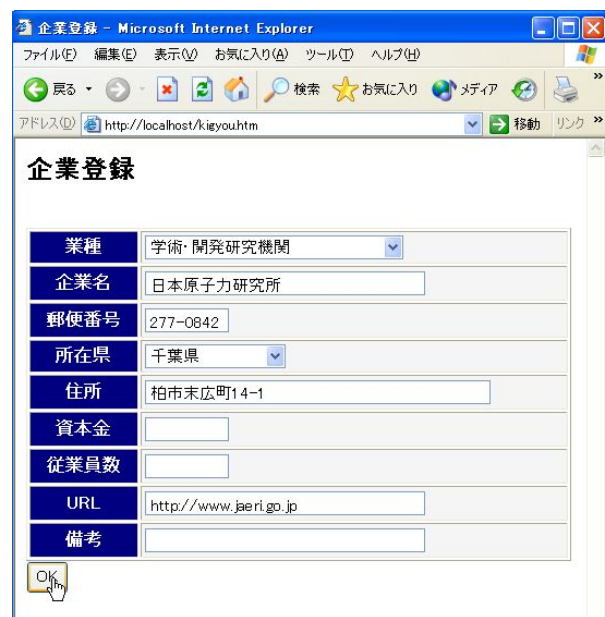 企業登録 - Microsoft Internet Explorer
ファイル(F) 編集(E) 表示(V) お気に入り(A) ツール(T) ヘルプ(H)
戻る 検索 お気に入り メディア »
アドレス(D) http://localhost/kigyou.htm 移動 リンク »
企業登録
業種 学術・開発研究機関
企業名 日本原子力研究所
郵便番号 277-0842
所在県 千葉県
住所 柏市末広町14-1
資本金
従業員数
URL http://www.jaeri.go.jp
備考
OK